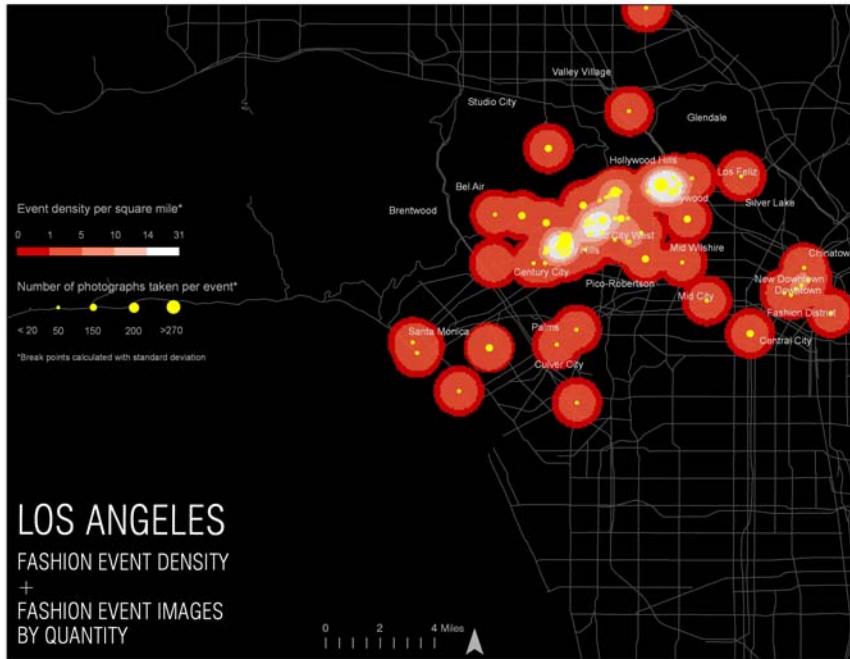 Valley Village
Studio City
Glendale
Hollywood Hills
Los Feliz
Bel Air
Silver Lake
Brentwood
City West
Mid Wilshire
Hills
Century City
Chinatow
Pico-Robertson
New Downtown
Downtown
Mid City
Fashion District
Santa Monica
Palms
Central City
Culver City
Event density per square mile*
0 1 5 10 14 31
Number of photographs taken per event*
< 20 50 150 200 >270
*Break points calculated with standard deviation
LOS ANGELES
FASHION EVENT DENSITY
+
FASHION EVENT IMAGES
BY QUANTITY
0 2 4 Miles